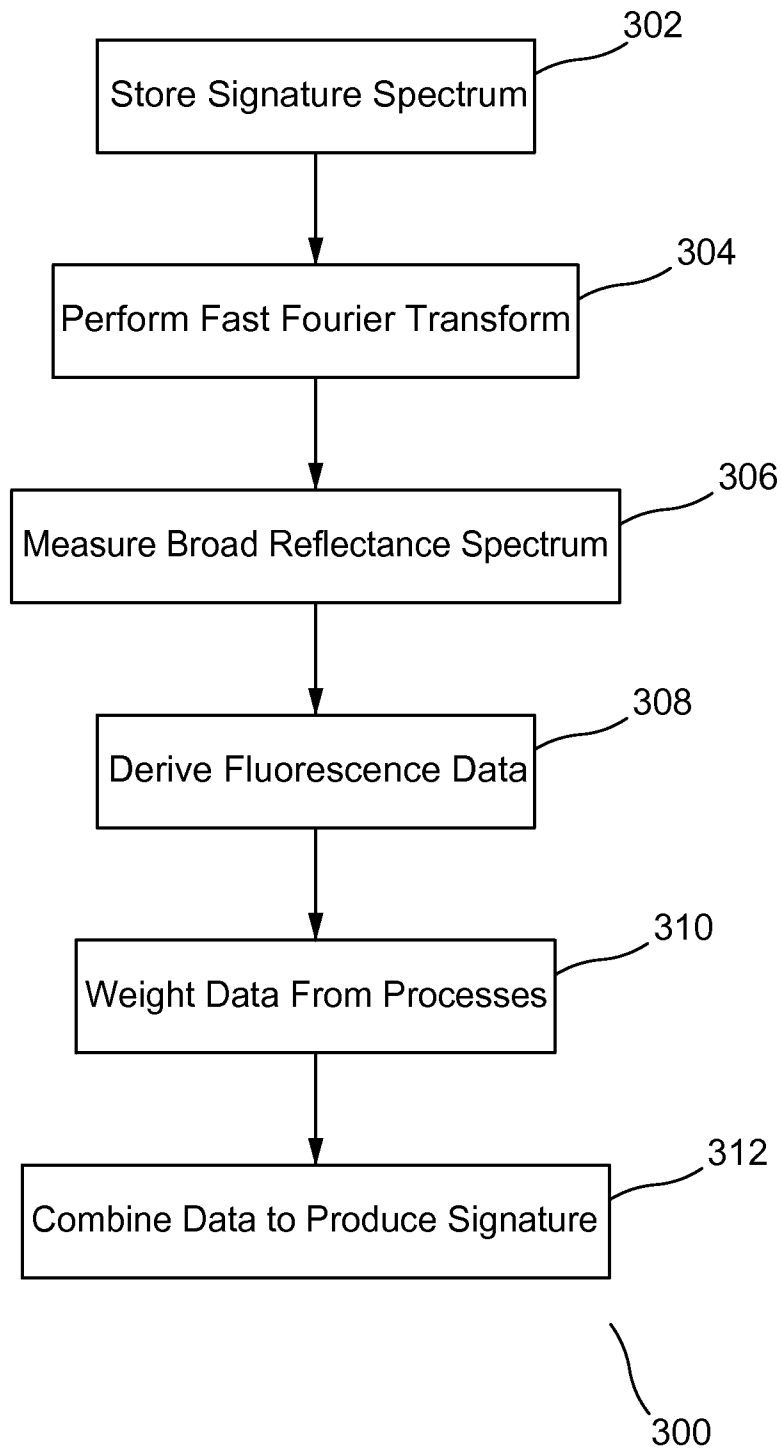 302
Store Signature Spectrum
304
Perform Fast Fourier Transform
306
Measure Broad Reflectance Spectrum
308
Derive Fluorescence Data
310
Weight Data From Processes
312
Combine Data to Produce Signature
300